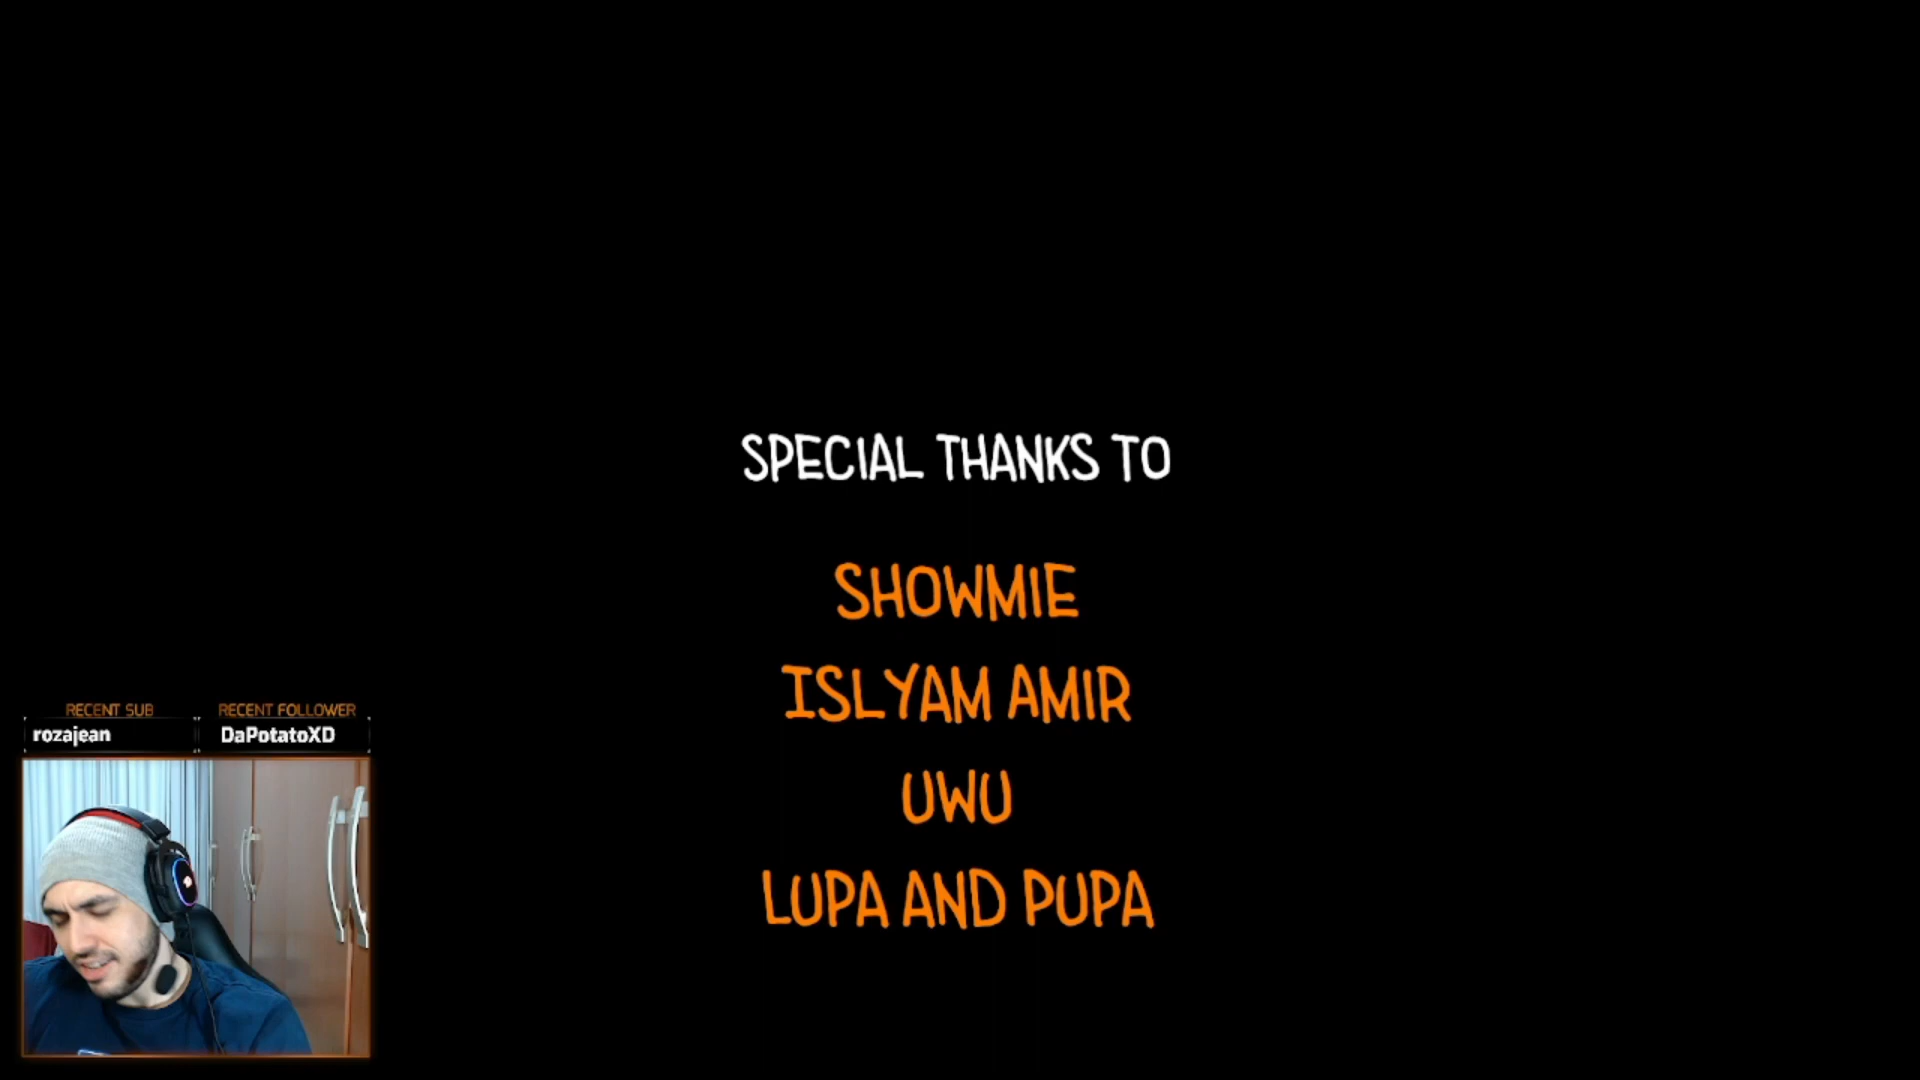 SPECIAL THANKS TO
SHOWMIE
ISLYAM AMIR
UWU
LUPA AND PUPA
RECENT SUB
RECENT FOLLOWER
rozajean
DaPotatoXD